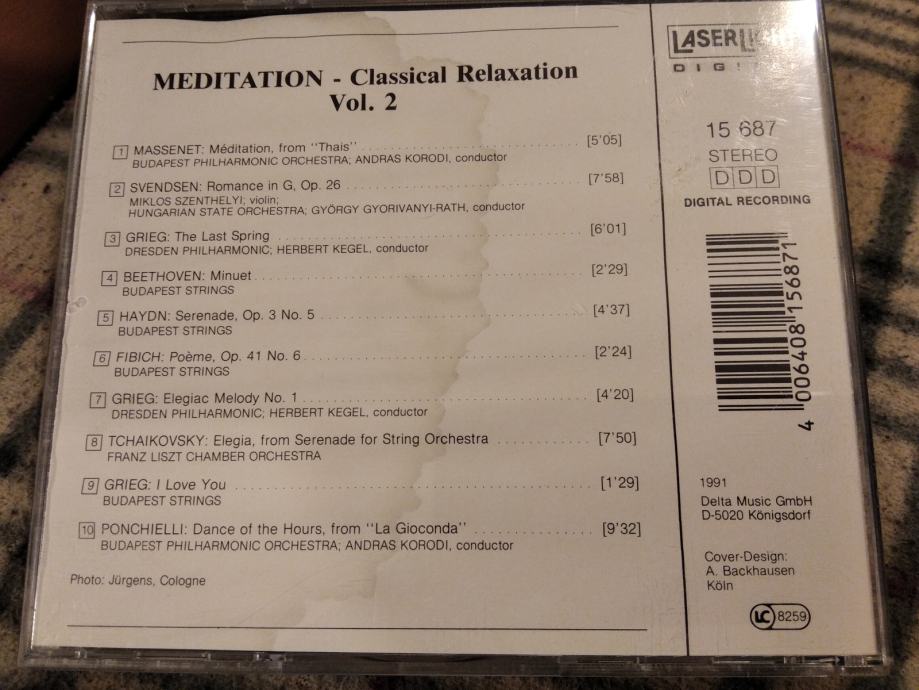 MEDITATION - Classical Relaxation
Vol. 2
1 MASSENET: Méditation, from "Thais" [5'05]
BUDAPEST PHILHARMONIC ORCHESTRA; ANDRAS KORODI, conductor
2 SVENDSEN: Romance in G, Op. 26 [7'58]
MIKLOS SZENTHELYI; violin;
HUNGARIAN STATE ORCHESTRA; GYÖRGY GYORIVANYI-RATH, conductor
3 GRIEG: The Last Spring [6'01]
DRESDEN PHILHARMONIC; HERBERT KEGEL, conductor
4 BEETHOVEN: Minuet [2'29]
BUDAPEST STRINGS
5 HAYDN: Serenade, Op. 3 No. 5 [4'37]
BUDAPEST STRINGS
6 FIBICH: Poème, Op. 41 No. 6 [2'24]
BUDAPEST STRINGS
7 GRIEG: Elegiac Melody No. 1 [4'20]
DRESDEN PHILHARMONIC; HERBERT KEGEL, conductor
8 TCHAIKOVSKY: Elegia, from Serenade for String Orchestra [7'50]
FRANZ LISZT CHAMBER ORCHESTRA
9 GRIEG: I Love You [1'29]
BUDAPEST STRINGS
10 PONCHIELLI: Dance of the Hours, from "La Gioconda" [9'32]
BUDAPEST PHILHARMONIC ORCHESTRA; ANDRAS KORODI, conductor
Photo: Jürgens, Cologne
15 687
STEREO
DDD
DIGITAL RECORDING
4 006408 156871
1991
Delta Music GmbH
D-5020 Königsdorf
Cover-Design:
A. Backhausen
Köln
LC 8259